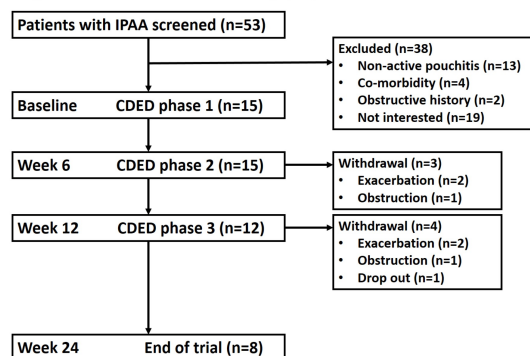 Patients with IPAA screened (n=53)
Excluded (n=38)
• Non-active pouchitis (n=13)
• Co-morbidity (n=4)
• Obstructive history (n=2)
• Not interested (n=19)
Baseline CDED phase 1 (n=15)
Week 6 CDED phase 2 (n=15)
Withdrawal (n=3)
• Exacerbation (n=2)
• Obstruction (n=1)
Week 12 CDED phase 3 (n=12)
Withdrawal (n=4)
• Exacerbation (n=2)
• Obstruction (n=1)
• Drop out (n=1)
Week 24 End of trial (n=8)